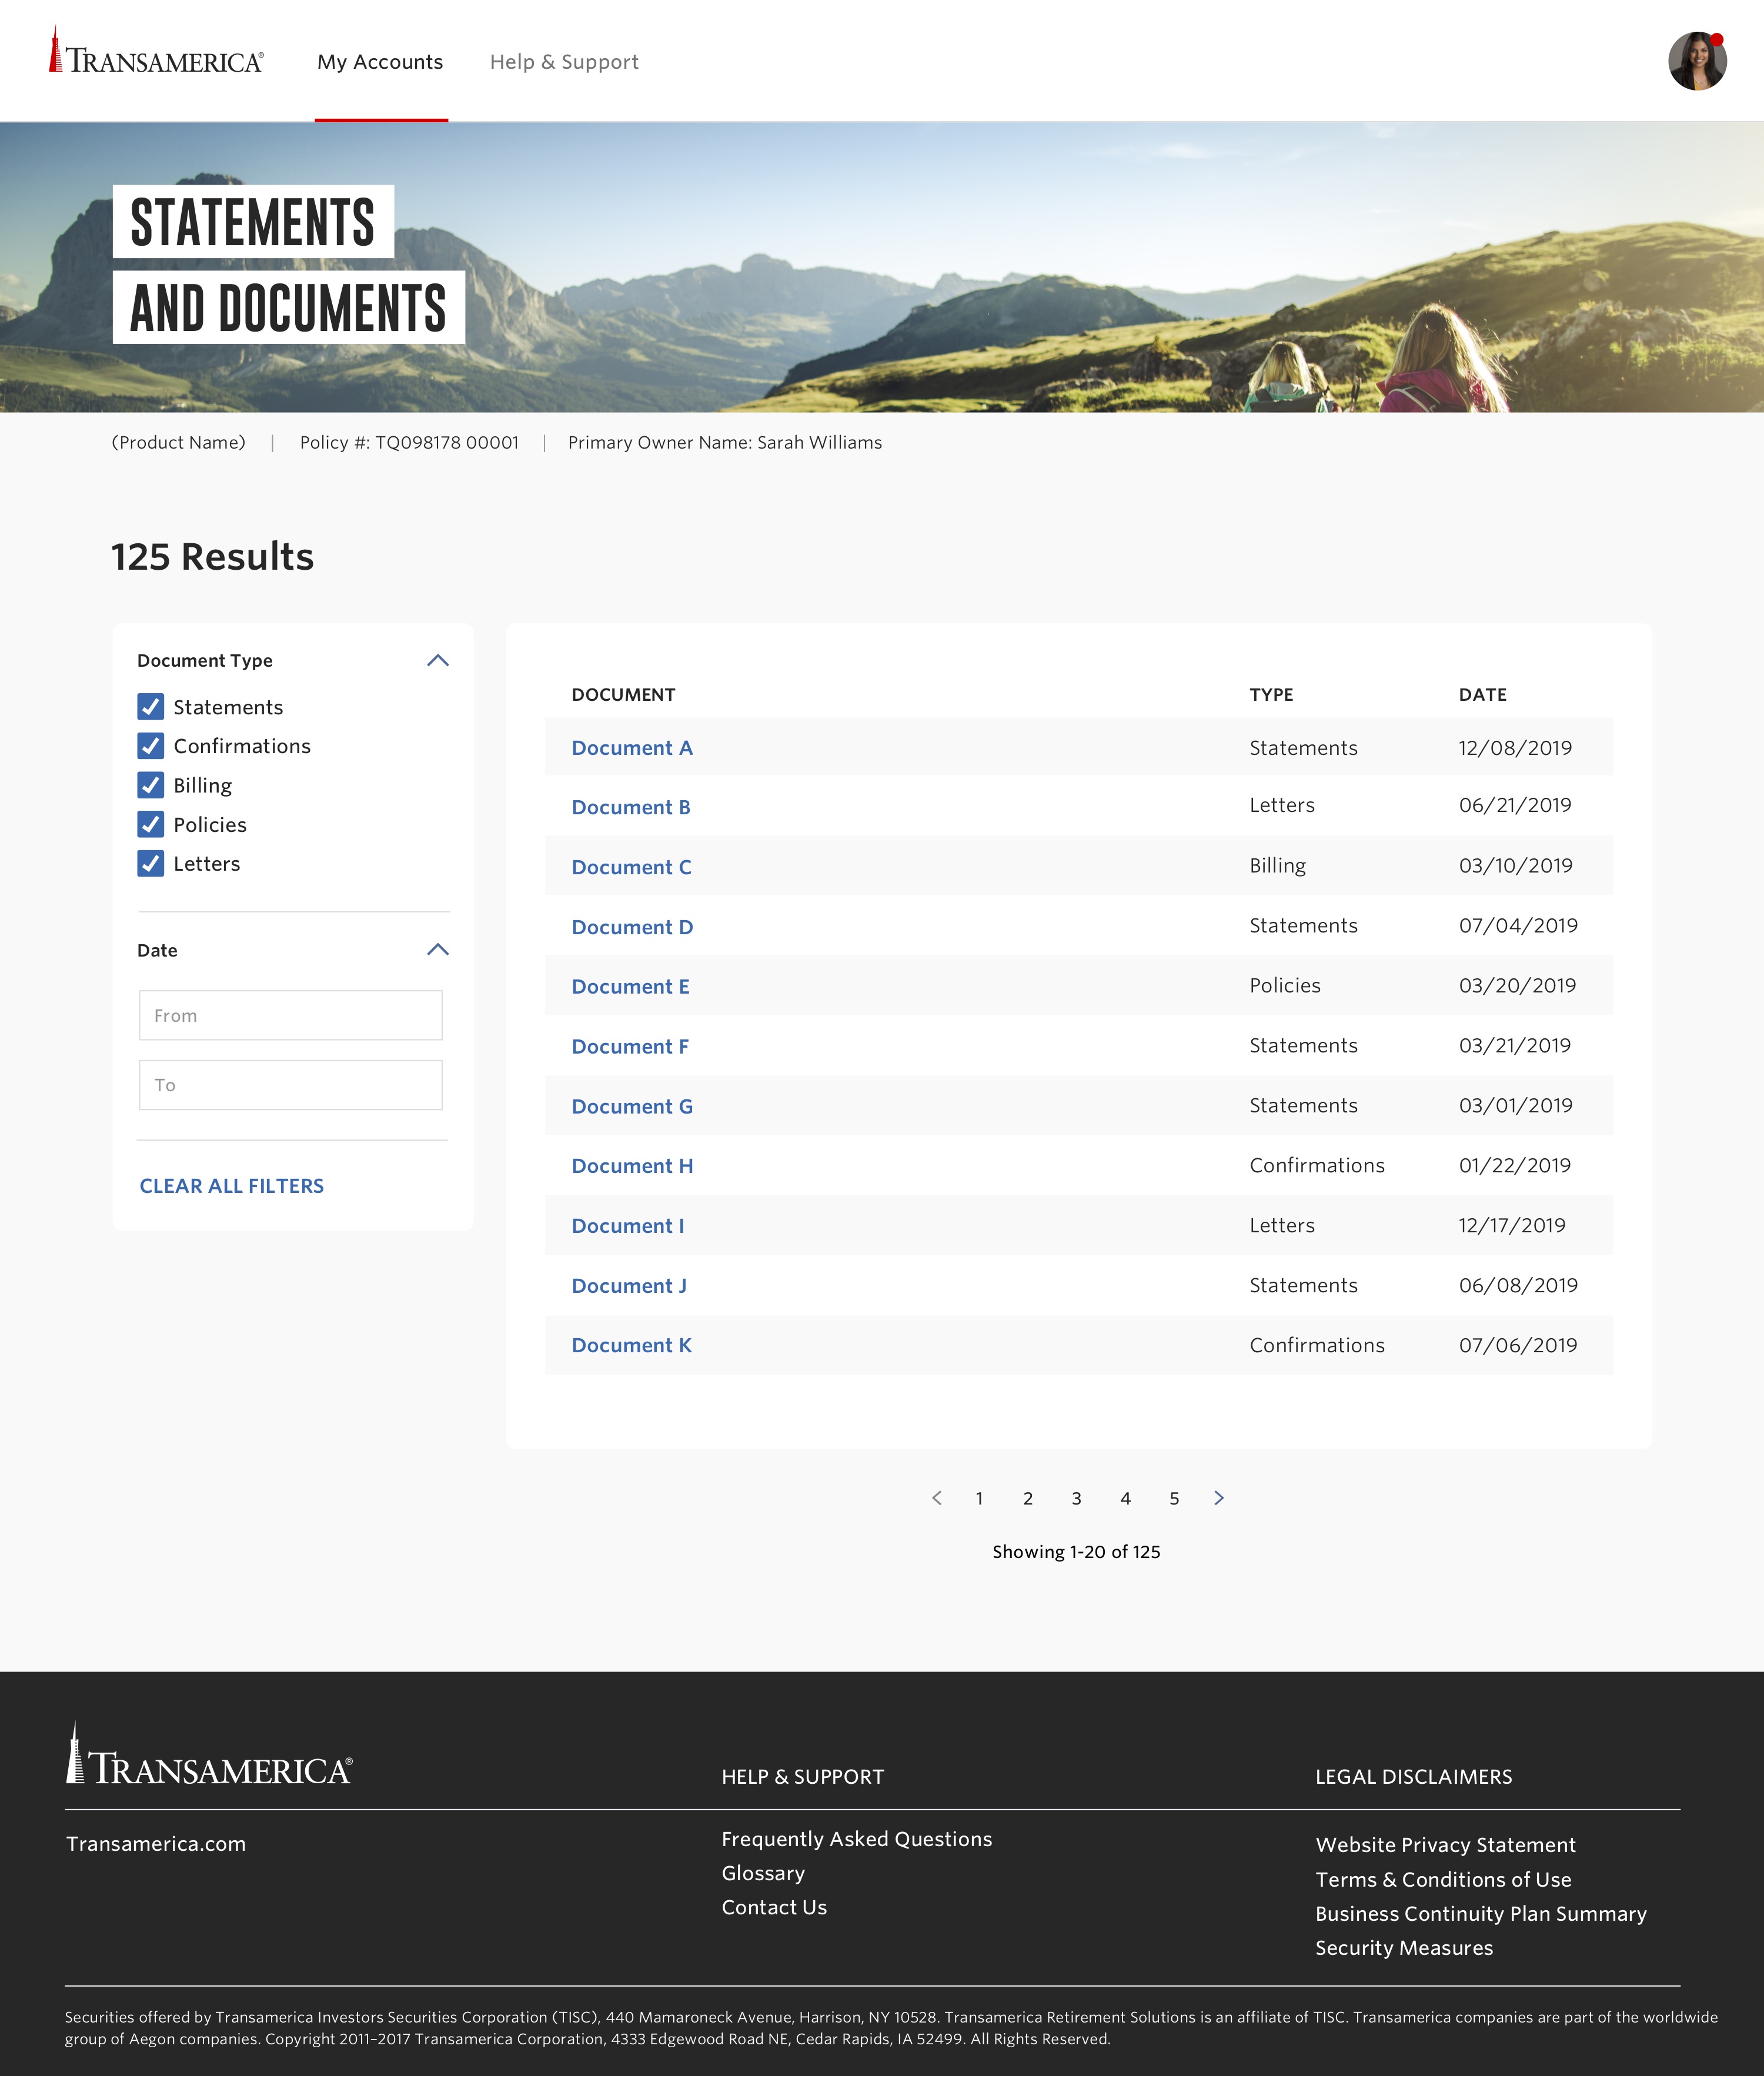 TRANSAMERICA®
My Accounts Help & Support
STATEMENTS
AND DOCUMENTS
(Product Name) | Policy #: TQ098178 00001 | Primary Owner Name: Sarah Williams
125 Results
Document Type
Statements
Confirmations
Billing
Policies
Letters
Date
From
To
CLEAR ALL FILTERS
DOCUMENT TYPE DATE
Document A Statements 12/08/2019
Document B Letters 06/21/2019
Document C Billing 03/10/2019
Document D Statements 07/04/2019
Document E Policies 03/20/2019
Document F Statements 03/21/2019
Document G Statements 03/01/2019
Document H Confirmations 01/22/2019
Document I Letters 12/17/2019
Document J Statements 06/08/2019
Document K Confirmations 07/06/2019
< 1 2 3 4 5 >
Showing 1-20 of 125
TRANSAMERICA®
Transamerica.com
HELP & SUPPORT
Frequently Asked Questions
Glossary
Contact Us
LEGAL DISCLAIMERS
Website Privacy Statement
Terms & Conditions of Use
Business Continuity Plan Summary
Security Measures
Securities offered by Transamerica Investors Securities Corporation (TISC), 440 Mamaroneck Avenue, Harrison, NY 10528. Transamerica Retirement Solutions is an affiliate of TISC. Transamerica companies are part of the worldwide
group of Aegon companies. Copyright 2011–2017 Transamerica Corporation, 4333 Edgewood Road NE, Cedar Rapids, IA 52499. All Rights Reserved.